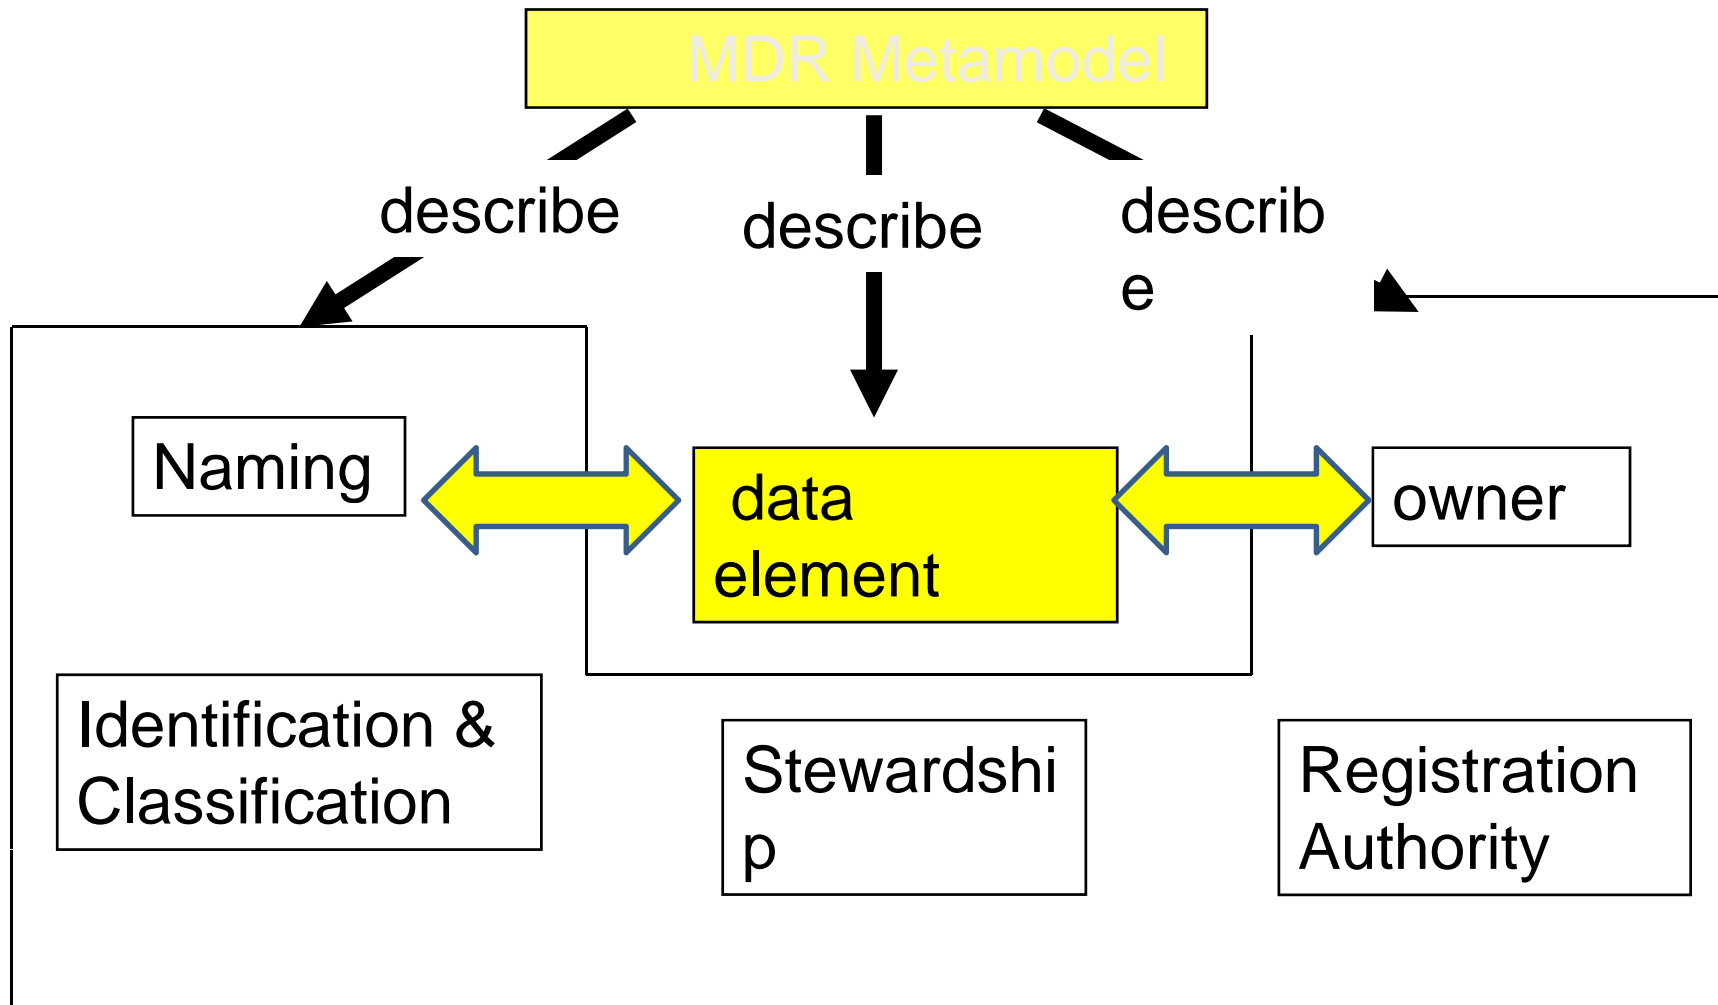 MDR Metamodel
describe
describe
describ
e
Naming
data
element
owner
Identification &
Classification
Stewardshi
p
Registration
Authority